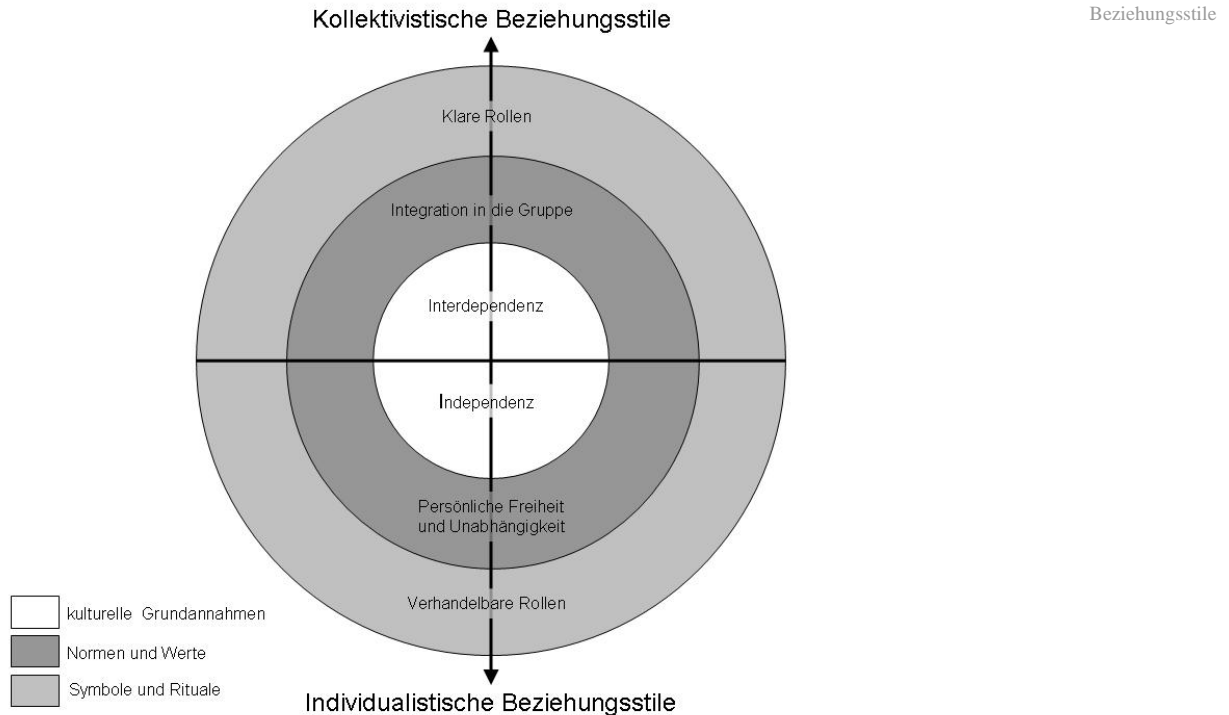 Kollektivistische Beziehungsstile
Beziehungsstile
Klare Rollen
Integration in die Gruppe
Interdependenz
Independenz
Persönliche Freiheit
und Unabhängigkeit
Verhandelbare Rollen
kulturelle Grundannahmen
Normen und Werte
Symbole und Rituale
Individualistische Beziehungsstile